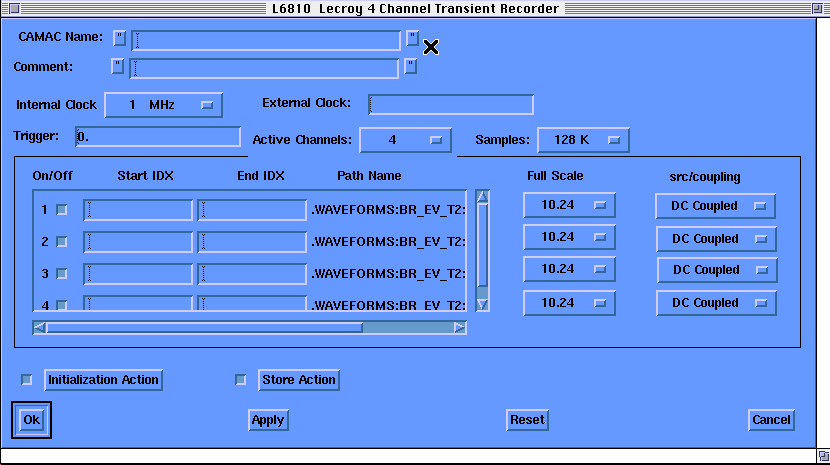 L6810 Lecroy 4 Channel Transient Recorder
CAMAC Name: " "
Comment: " "
Internal Clock 1 MHz External Clock:
Trigger: 0. Active Channels: 4 Samples: 128 K
On/Off Start IDX End IDX Path Name Full Scale src/coupling
1 .WAVEFORMS:BR_EV_T2: 10.24 DC Coupled
2 .WAVEFORMS:BR_EV_T2: 10.24 DC Coupled
3 .WAVEFORMS:BR_EV_T2: 10.24 DC Coupled
4 .WAVEFORMS:BR_EV_T2: 10.24 DC Coupled
Initialization Action Store Action
Ok Apply Reset Cancel